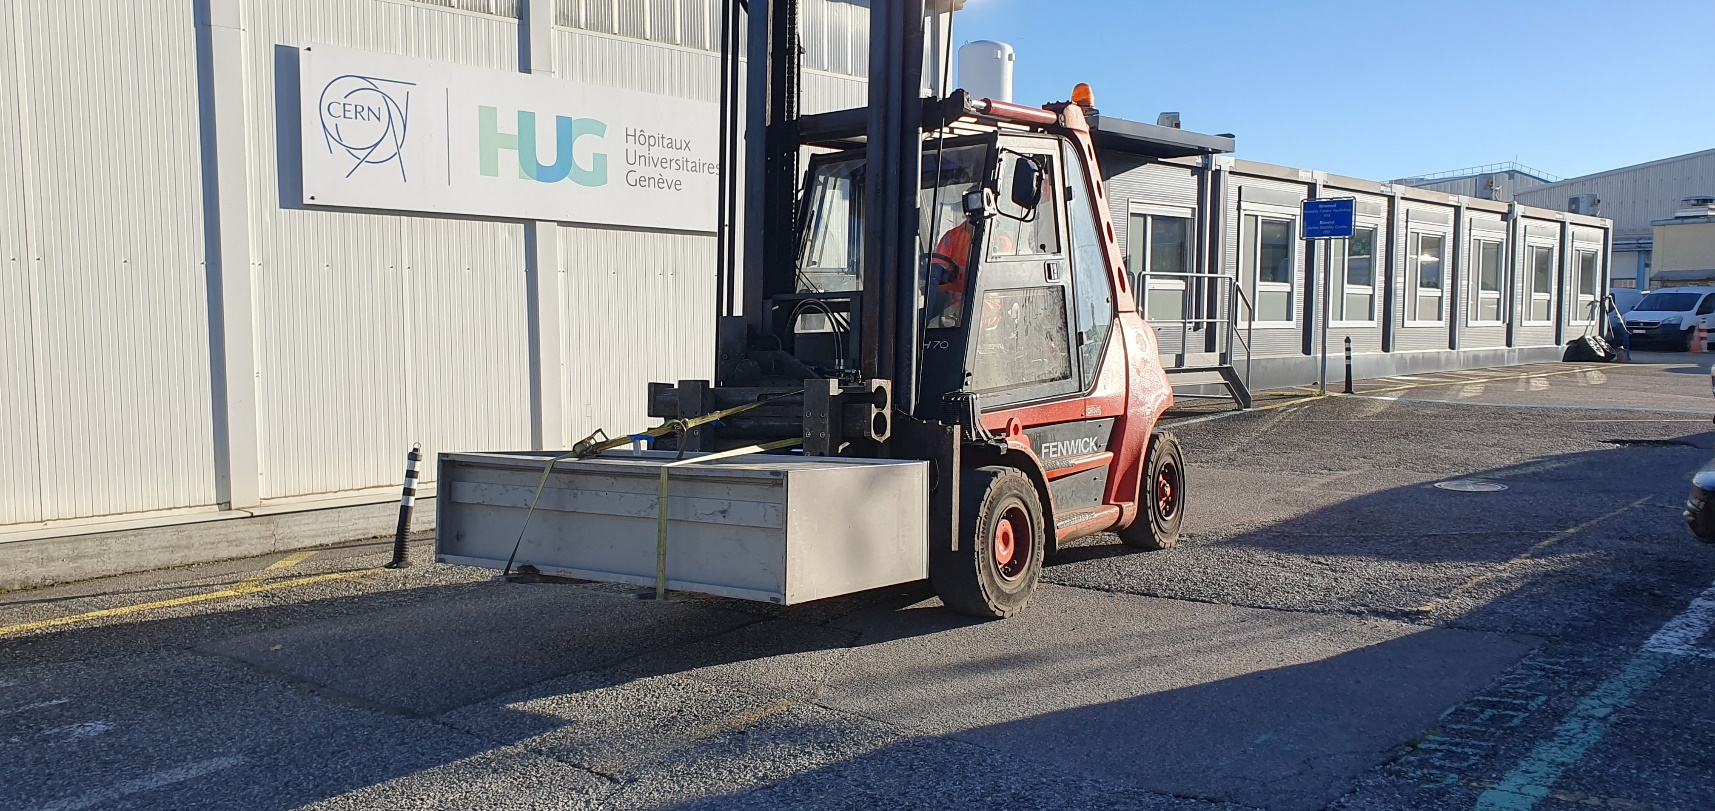 CERN
HUG
Hôpitaux
Universitaires
Genève
H70
FENWICK